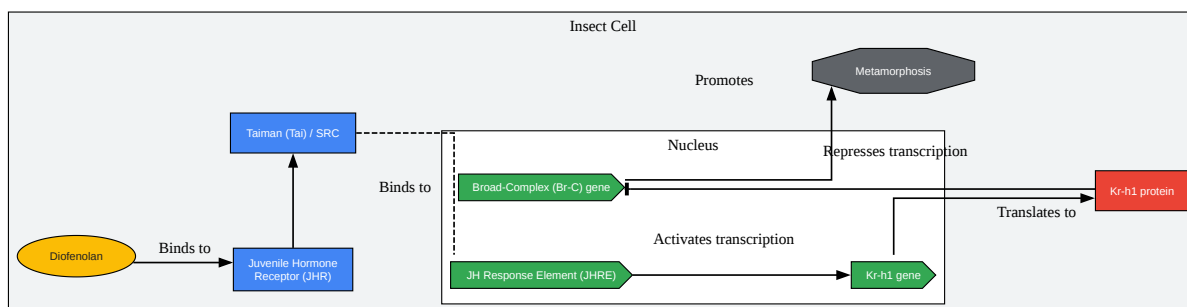 Insect Cell
Metamorphosis
Promotes
Taiman (Tai) / SRC
Nucleus
Represses transcription
Binds to
Broad-Complex (Br-C) gene
Kr-h1 protein
Translates to
Diofenolan
Binds to
Juvenile Hormone
Receptor (JHR)
Activates transcription
JH Response Element (JHRE)
Kr-h1 gene